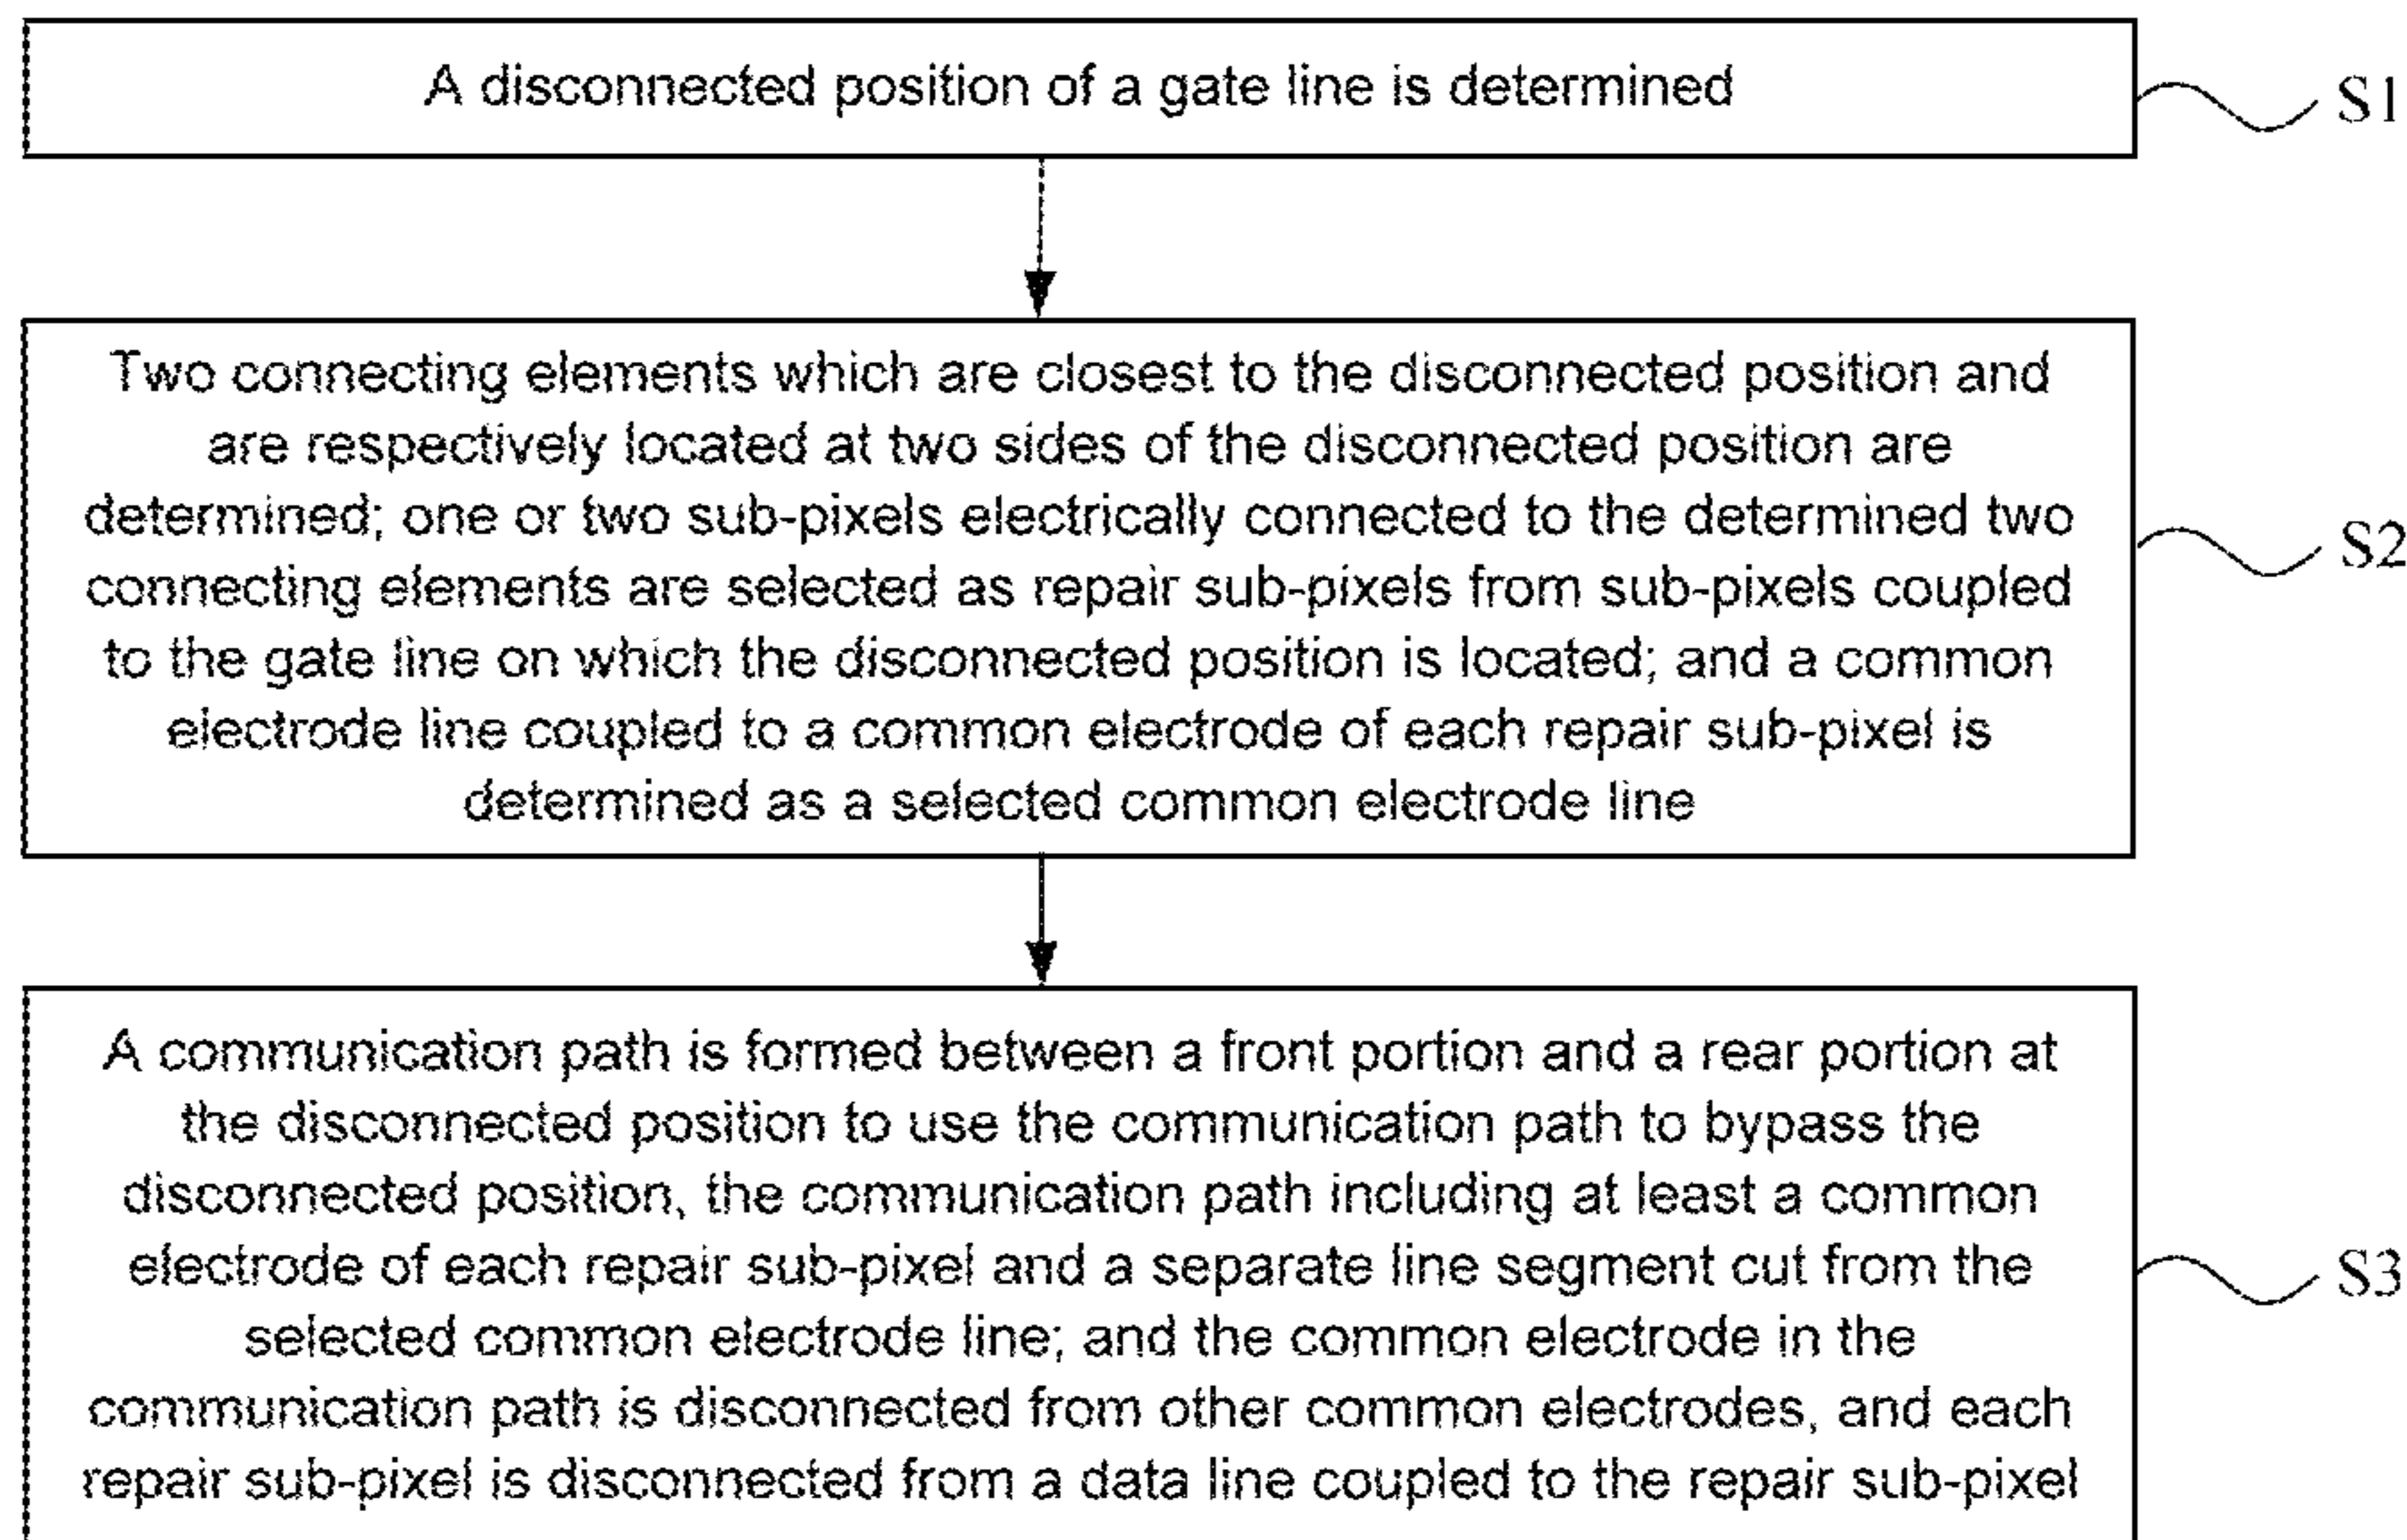 A disconnected position of a gate line is determined
S1
Two connecting elements which are closest to the disconnected position and
are respectively located at two sides of the disconnected position are
determined; one or two sub-pixels electrically connected to the determined two
connecting elements are selected as repair sub-pixels from sub-pixels coupled
to the gate line on which the disconnected position is located; and a common
electrode line coupled to a common electrode of each repair sub-pixel is
determined as a selected common electrode line
S2
A communication path is formed between a front portion and a rear portion at
the disconnected position to use the communication path to bypass the
disconnected position, the communication path including at least a common
electrode of each repair sub-pixel and a separate line segment cut from the
selected common electrode line; and the common electrode in the
communication path is disconnected from other common electrodes, and each
repair sub-pixel is disconnected from a data line coupled to the repair sub-pixel
S3